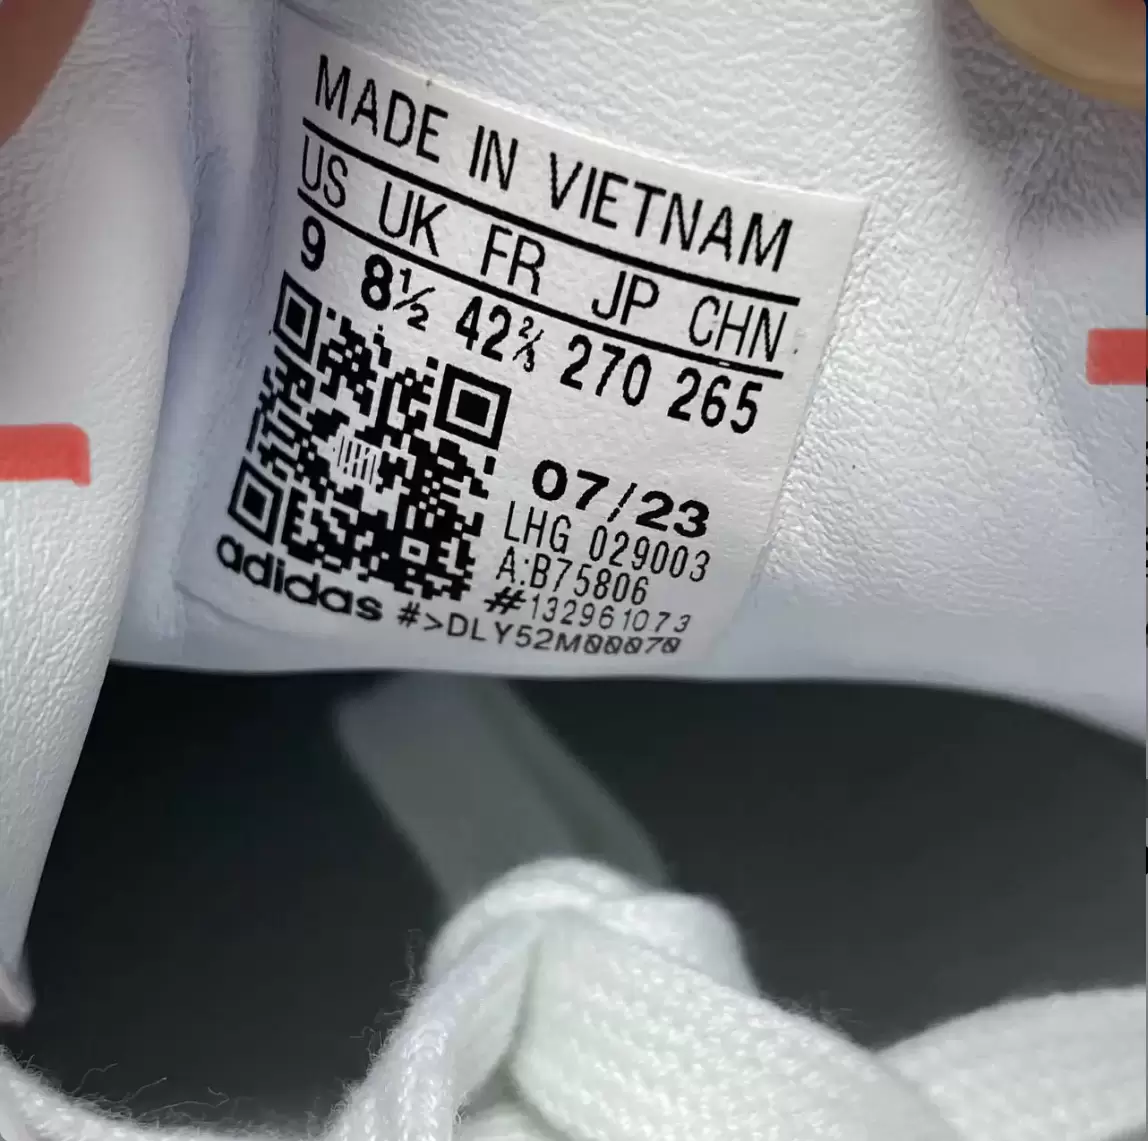 MADE IN VIETNAM
US UK FR JP CHN
9 8½ 42⅔ 270 265
07/23
LHG 029003
A:B75806
#132961073
adidas #>DLY52M00070